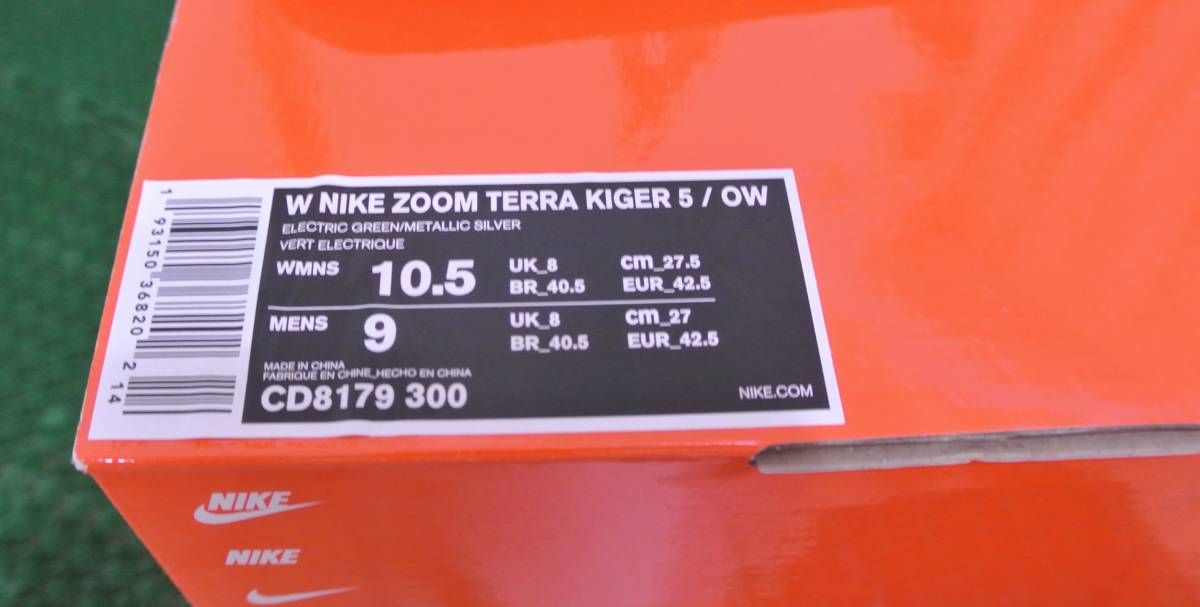 W NIKE ZOOM TERRA KIGER 5 / OW
ELECTRIC GREEN/METALLIC SILVER
VERT ELECTRIQUE
WMNS 10.5 UK_8 cm_27.5
BR_40.5 EUR_42.5
MENS 9 UK_8 cm_27
BR_40.5 EUR_42.5
MADE IN CHINA
FABRIQUE EN CHINE_HECHO EN CHINA
CD8179 300
NIKE.COM
1 93150 36820 2 14
NIKE
NIKE